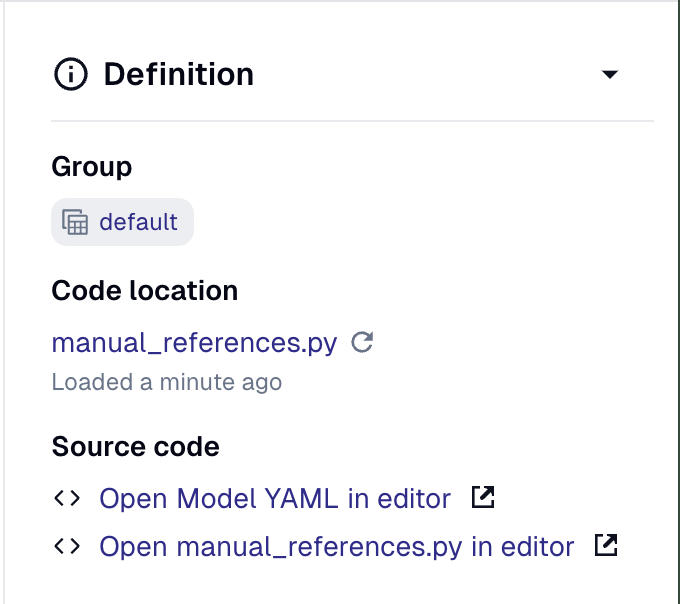 Definition
Group
default
Code location
manual_references.py
Loaded a minute ago
Source code
Open Model YAML in editor
Open manual_references.py in editor